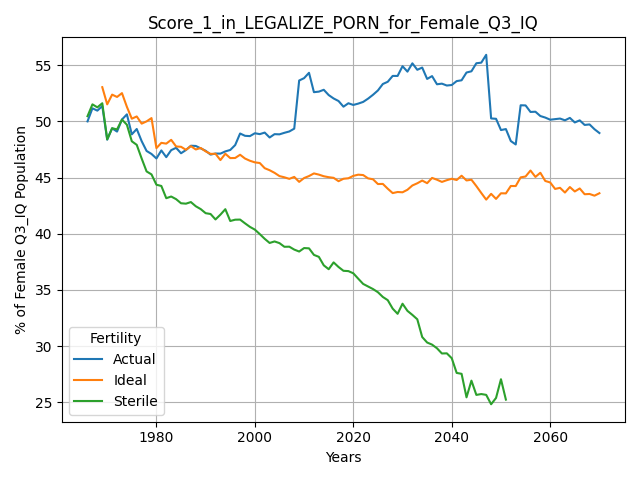 Score_1_in_LEGALIZE_PORN_for_Female_Q3_IQ
% of Female Q3_IQ Population
55
50
45
40
35
30
25
Fertility
Actual
Ideal
Sterile
1980 2000 2020 2040 2060
Years